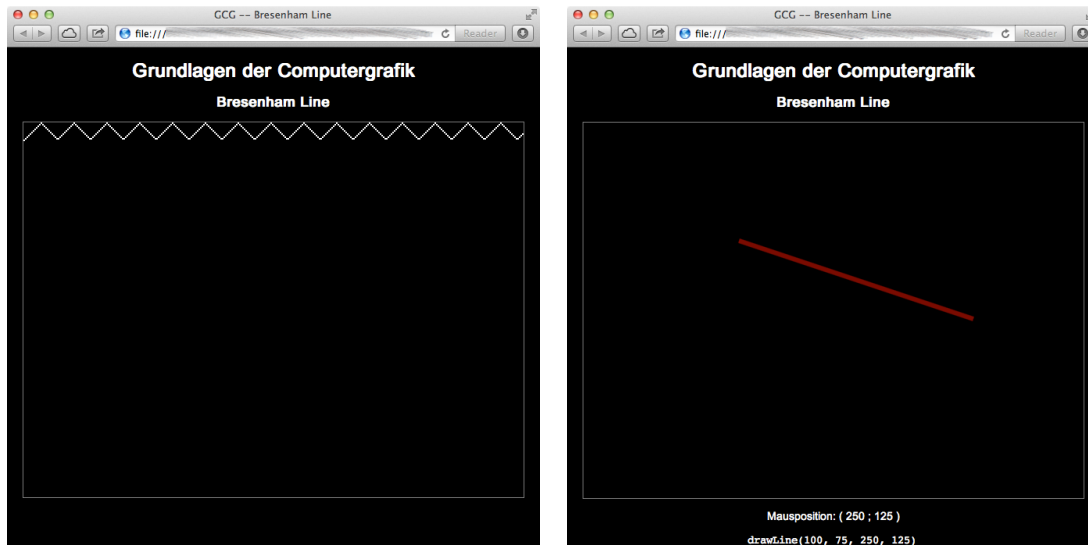 GCG -- Bresenham Line
file:///
Reader
Grundlagen der Computergrafik
Bresenham Line
GCG -- Bresenham Line
file:///
Reader
Grundlagen der Computergrafik
Bresenham Line
Mausposition: ( 250 ; 125 )
drawLine(100, 75, 250, 125)